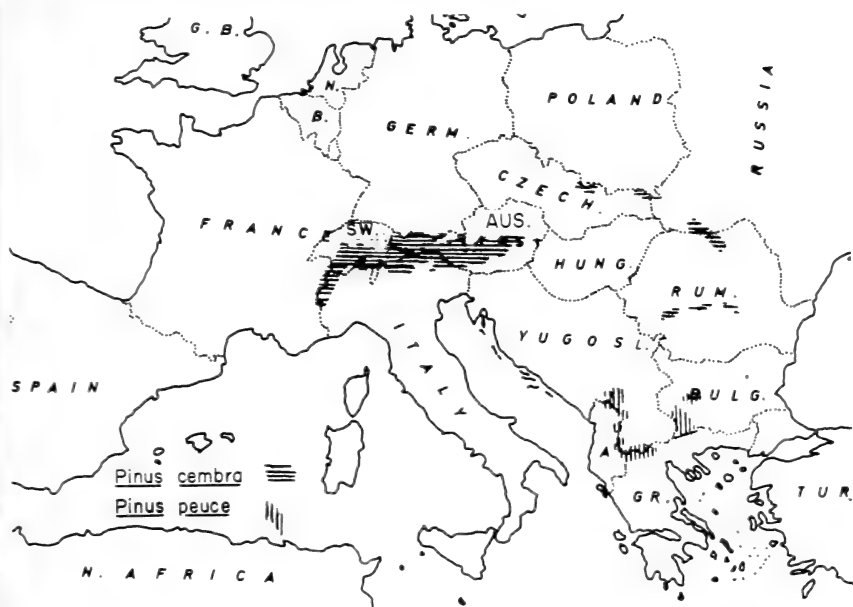 G. B.
N.
B.
GERM.
POLAND
RUSSIA
CZECH.
FRANCE
SW.
AUS.
HUNG.
RUM.
ITALY
YUGOSL.
SPAIN
BULG.
A
Pinus cembra
Pinus peuce
GR.
TUR.
N. AFRICA